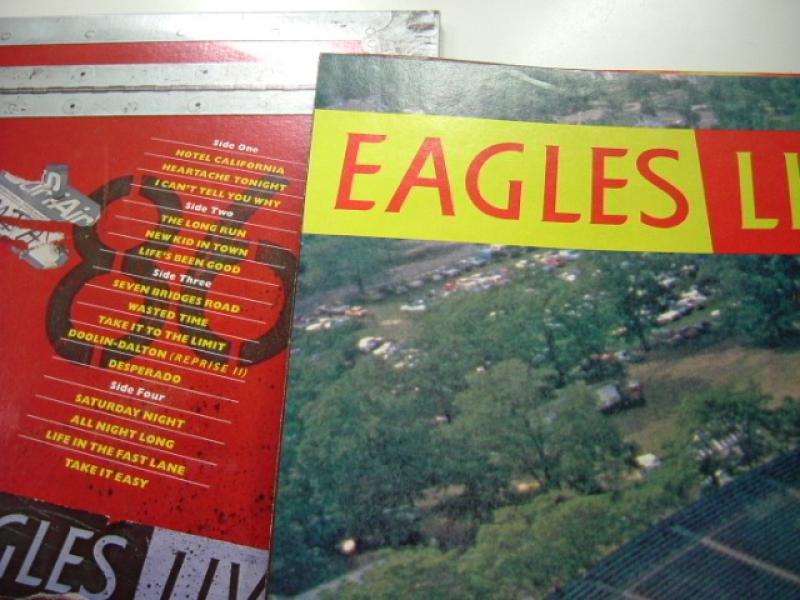 Side One
HOTEL CALIFORNIA
HEARTACHE TONIGHT
I CAN'T TELL YOU WHY
Side Two
THE LONG RUN
NEW KID IN TOWN
LIFE'S BEEN GOOD
Side Three
SEVEN BRIDGES ROAD
WASTED TIME
TAKE IT TO THE LIMIT
DOOLIN-DALTON (REPRISE II)
DESPERADO
Side Four
SATURDAY NIGHT
ALL NIGHT LONG
LIFE IN THE FAST LANE
TAKE IT EASY
GLES LIV
EAGLES LI